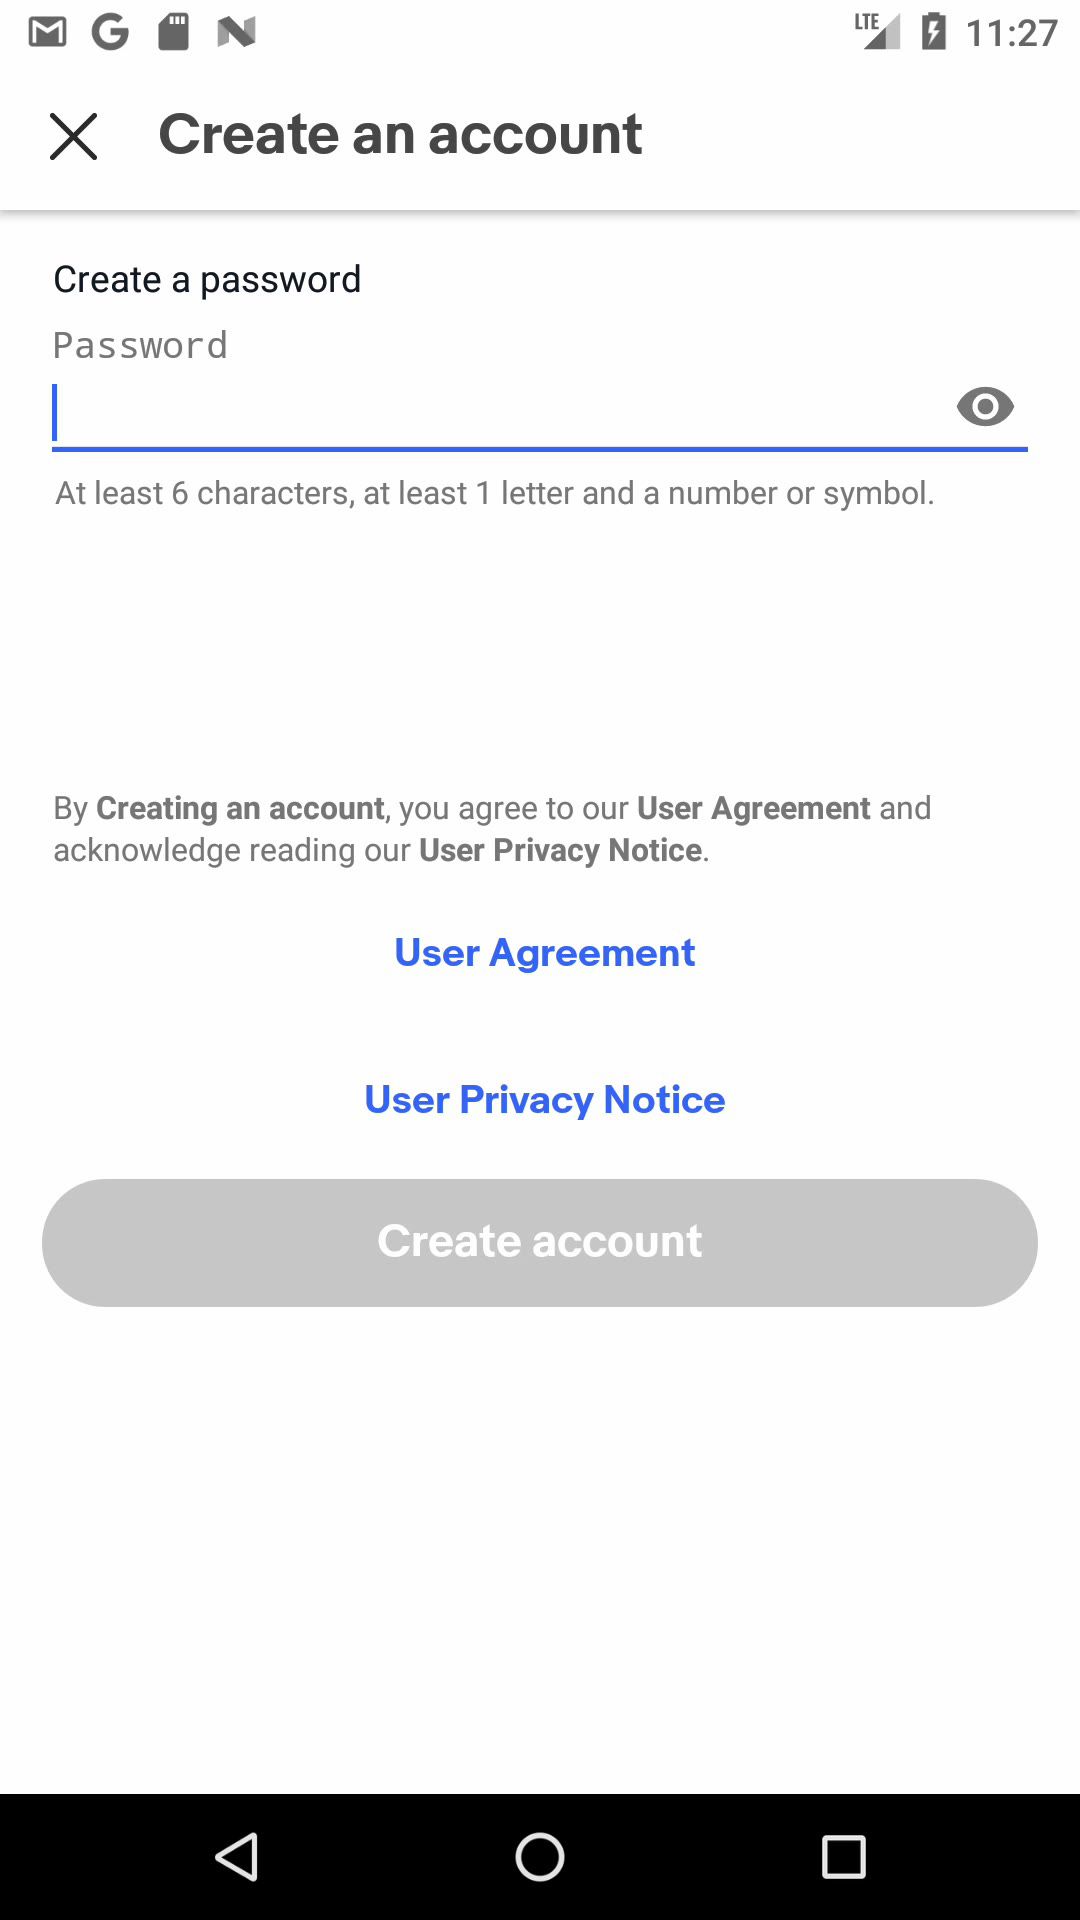 LTE 11:27
Create an account
Create a password
Password
At least 6 characters, at least 1 letter and a number or symbol.
By Creating an account, you agree to our User Agreement and
acknowledge reading our User Privacy Notice.
User Agreement
User Privacy Notice
Create account